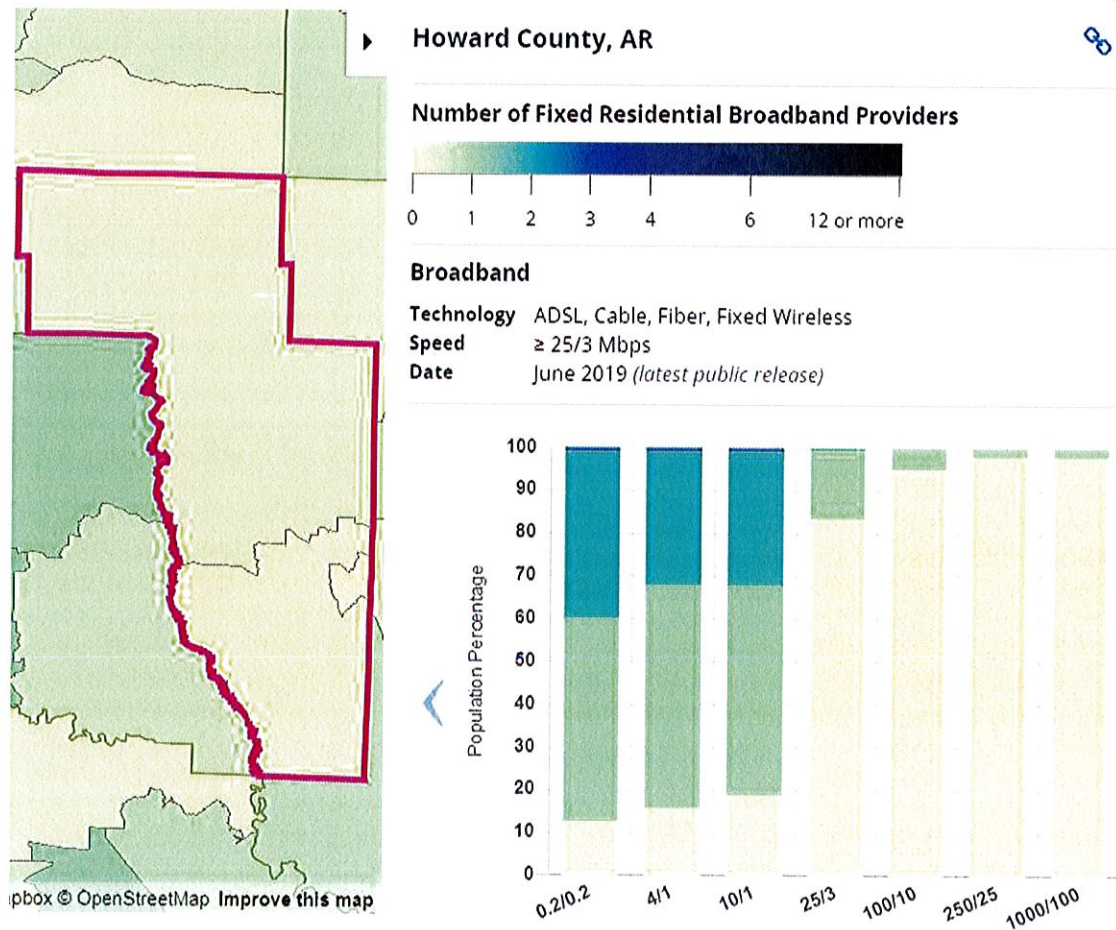 Howard County, AR
Number of Fixed Residential Broadband Providers
0 1 2 3 4 6 12 or more
Broadband
Technology ADSL, Cable, Fiber, Fixed Wireless
Speed ≥ 25/3 Mbps
Date June 2019 (latest public release)
100
90
80
70
60
50
40
30
20
10
0
Population Percentage
0.2/0.2 4/1 10/1 25/3 100/10 250/25 1000/100
pbox © OpenStreetMap Improve this map